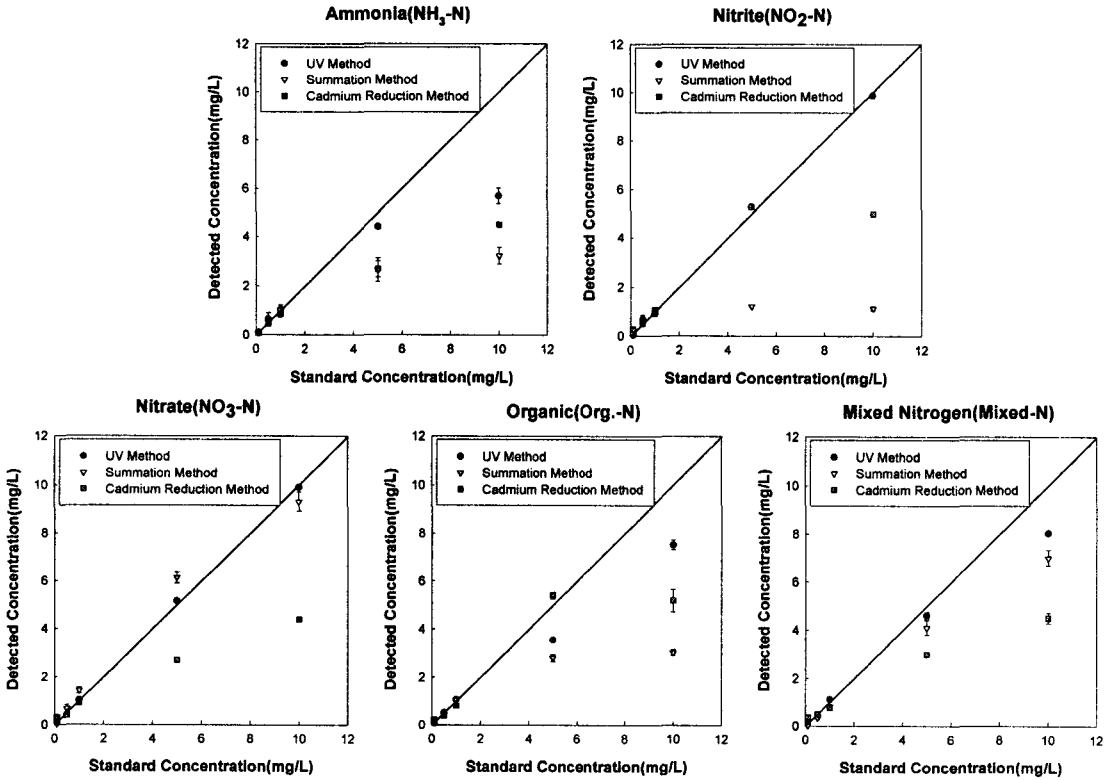 Ammonia(NH3-N)
Detected Concentration(mg/L)
12
10
8
6
4
2
0
UV Method
Summation Method
Cadmium Reduction Method
0 2 4 6 8 10 12
Standard Concentration(mg/L)
Nitrite(NO2-N)
Detected Concentration(mg/L)
12
10
8
6
4
2
0
UV Method
Summation Method
Cadmium Reduction Method
0 2 4 6 8 10 12
Standard Concentration(mg/L)
Nitrate(NO3-N)
Detected Concentration(mg/L)
12
10
8
6
4
2
0
UV Method
Summation Method
Cadmium Reduction Method
0 2 4 6 8 10 12
Standard Concentration(mg/L)
Organic(Org.-N)
Detected Concentration(mg/L)
12
10
8
6
4
2
0
UV Method
Summation Method
Cadmium Reduction Method
0 2 4 6 8 10 12
Standard Concentration(mg/L)
Mixed Nitrogen(Mixed-N)
Detected Concentration(mg/L)
12
10
8
6
4
2
0
UV Method
Summation Method
Cadmium Reduction Method
0 2 4 6 8 10 12
Standard Concentration(mg/L)